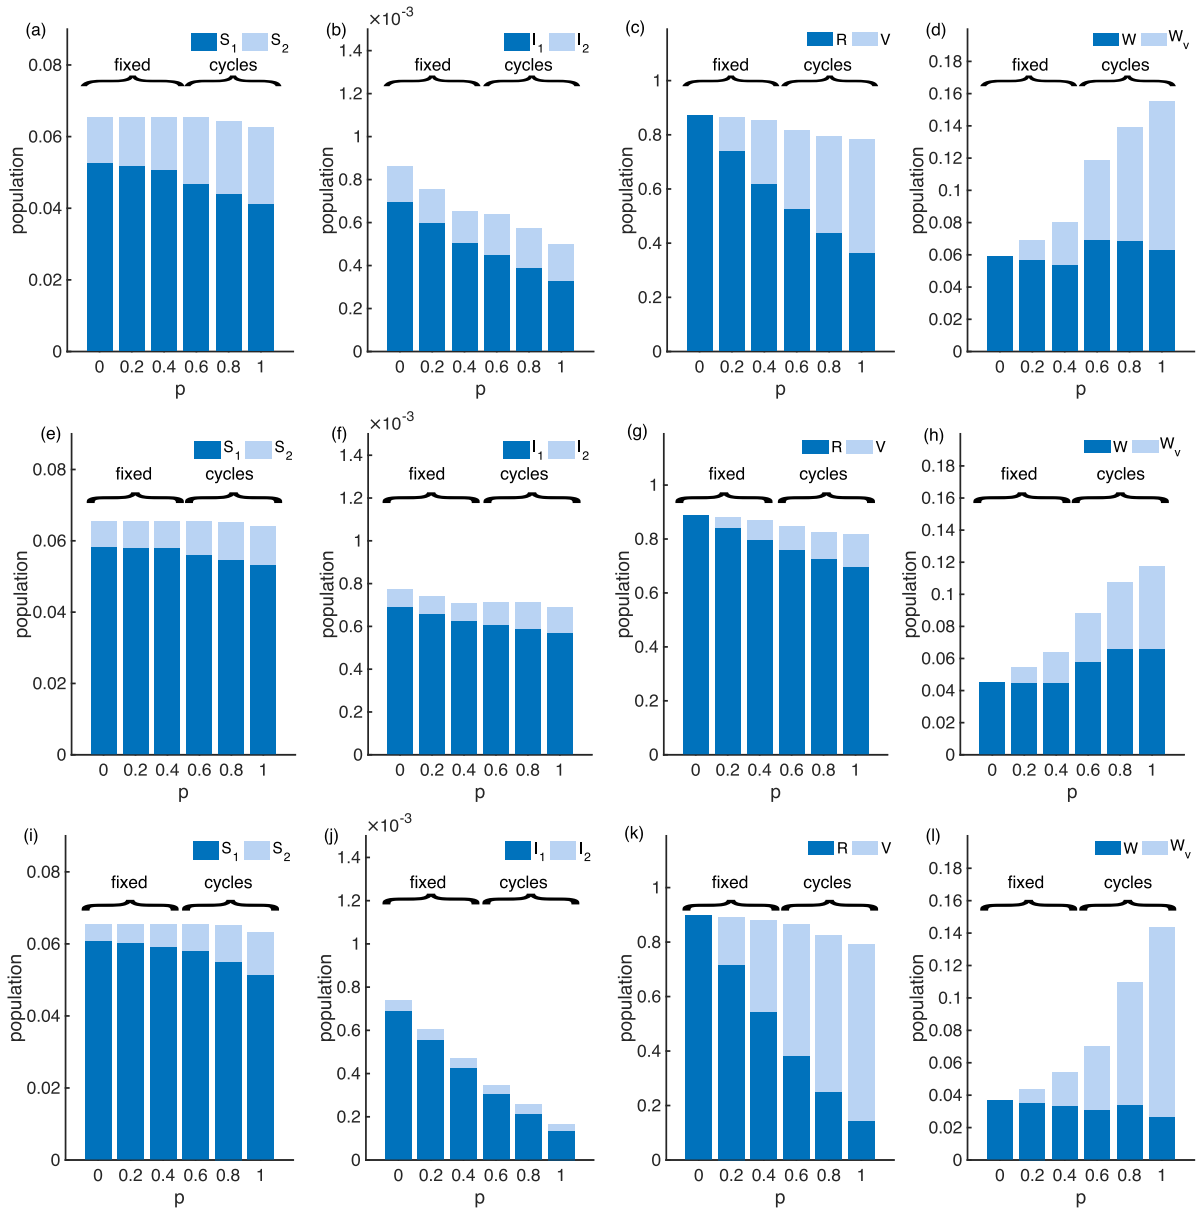 (a) S1 S2
fixed cycles
population
0.08
0.06
0.04
0.02
0
0 0.2 0.4 0.6 0.8 1
p
(b) ×10-3 I1 I2
fixed cycles
population
1.4
1.2
1
0.8
0.6
0.4
0.2
0
0 0.2 0.4 0.6 0.8 1
p
(c) R V
fixed cycles
population
1
0.8
0.6
0.4
0.2
0
0 0.2 0.4 0.6 0.8 1
p
(d) W Wv
fixed cycles
population
0.18
0.16
0.14
0.12
0.1
0.08
0.06
0.04
0.02
0
0 0.2 0.4 0.6 0.8 1
p
(e) S1 S2
fixed cycles
population
0.08
0.06
0.04
0.02
0
0 0.2 0.4 0.6 0.8 1
p
(f) ×10-3 I1 I2
fixed cycles
population
1.4
1.2
1
0.8
0.6
0.4
0.2
0
0 0.2 0.4 0.6 0.8 1
p
(g) R V
fixed cycles
population
1
0.8
0.6
0.4
0.2
0
0 0.2 0.4 0.6 0.8 1
p
(h) W Wv
fixed cycles
population
0.18
0.16
0.14
0.12
0.1
0.08
0.06
0.04
0.02
0
0 0.2 0.4 0.6 0.8 1
p
(i) S1 S2
fixed cycles
population
0.08
0.06
0.04
0.02
0
0 0.2 0.4 0.6 0.8 1
p
(j) ×10-3 I1 I2
fixed cycles
population
1.4
1.2
1
0.8
0.6
0.4
0.2
0
0 0.2 0.4 0.6 0.8 1
p
(k) R V
fixed cycles
population
1
0.8
0.6
0.4
0.2
0
0 0.2 0.4 0.6 0.8 1
p
(l) W Wv
fixed cycles
population
0.18
0.16
0.14
0.12
0.1
0.08
0.06
0.04
0.02
0
0 0.2 0.4 0.6 0.8 1
p